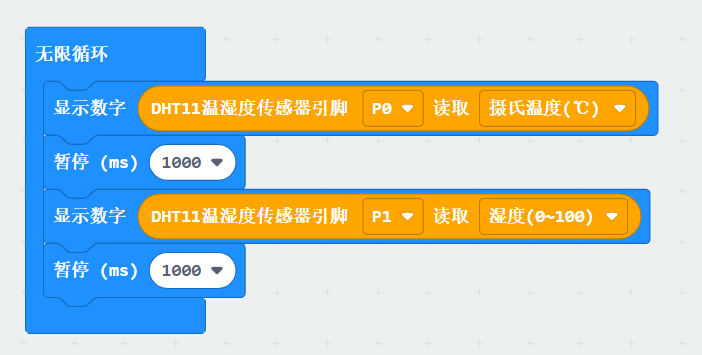 无限循环
显示数字 DHT11温湿度传感器引脚 P0 读取 摄氏温度(℃)
暂停 (ms) 1000
显示数字 DHT11温湿度传感器引脚 P1 读取 湿度(0~100)
暂停 (ms) 1000